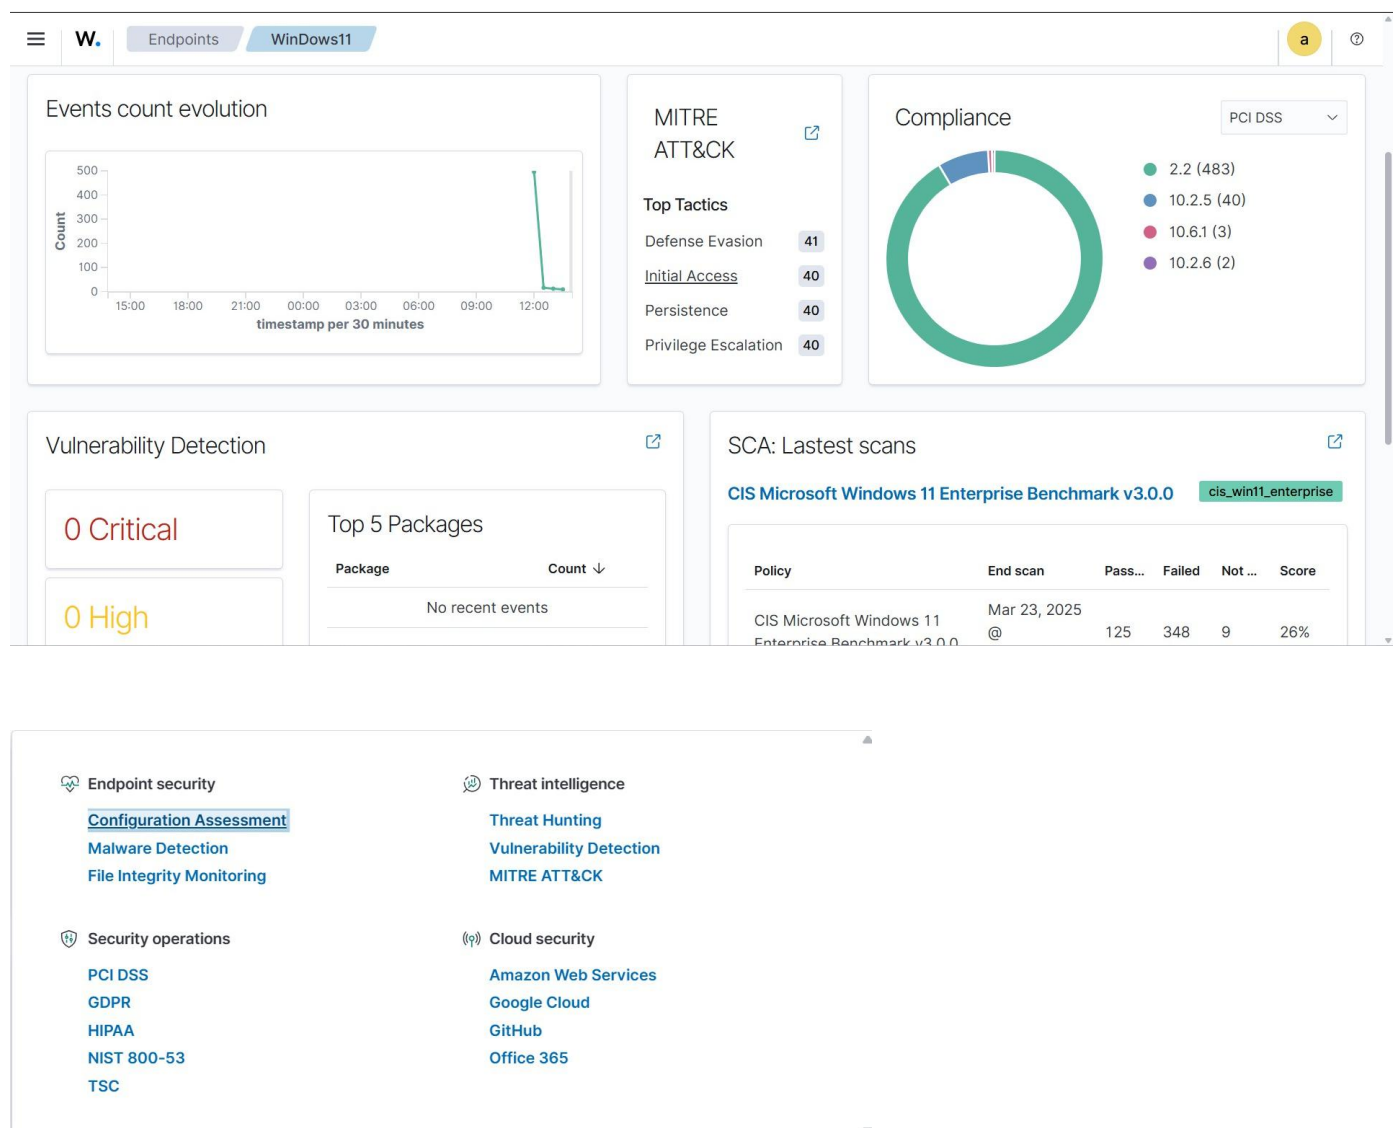 W.
Endpoints
WinDows11
a
Events count evolution
500
400
300
200
100
0
Count
15:00 18:00 21:00 00:00 03:00 06:00 09:00 12:00
timestamp per 30 minutes
MITRE
ATT&CK
Top Tactics
Defense Evasion 41
Initial Access 40
Persistence 40
Privilege Escalation 40
Compliance
PCI DSS
2.2 (483)
10.2.5 (40)
10.6.1 (3)
10.2.6 (2)
Vulnerability Detection
0 Critical
0 High
Top 5 Packages
Package Count
No recent events
SCA: Lastest scans
CIS Microsoft Windows 11 Enterprise Benchmark v3.0.0 cis_win11_enterprise
Policy End scan Pass... Failed Not ... Score
CIS Microsoft Windows 11
Enterprise Benchmark v3.0.0
Mar 23, 2025
@
125 348 9 26%
Endpoint security
Configuration Assessment
Malware Detection
File Integrity Monitoring
Threat intelligence
Threat Hunting
Vulnerability Detection
MITRE ATT&CK
Security operations
PCI DSS
GDPR
HIPAA
NIST 800-53
TSC
Cloud security
Amazon Web Services
Google Cloud
GitHub
Office 365